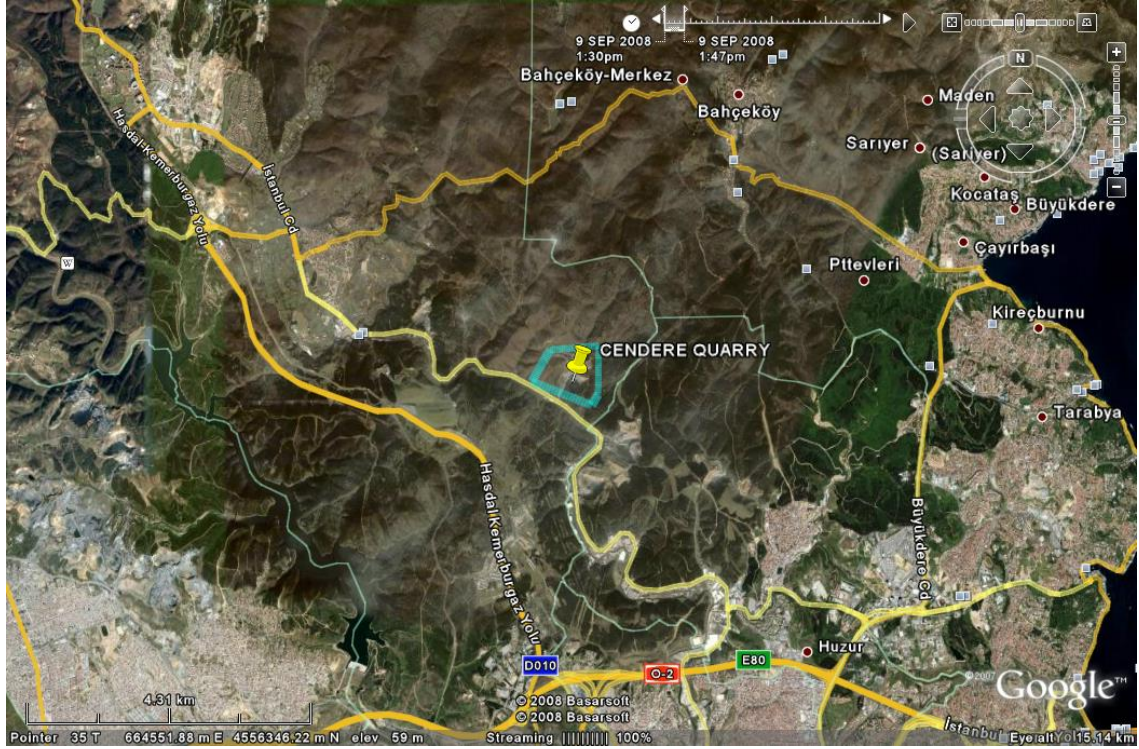 9 SEP 2008 9 SEP 2008
1:30pm 1:47pm
N
Bahçeköy-Merkez
Bahçeköy
Maden
Sarıyer
(Sarıyer)
Kocataş
Büyükdere
Çayırbaşı
Pttevleri
Kireçburnu
Tarabya
Hasdal-Kemerburgaz Yolu
İstanbul Cd
W
CENDERE QUARRY
Hasdal Kemerburgaz Yolu
Büyükdere Cd
Huzur
D010
O-2
E80
© 2008 Basarsoft
© 2008 Basarsoft
© 2007
Google™
4.31 km
Pointer 35 T 664551.88 m E 4556346.22 m N elev 59 m Streaming 100% Eye alt 15.14 km